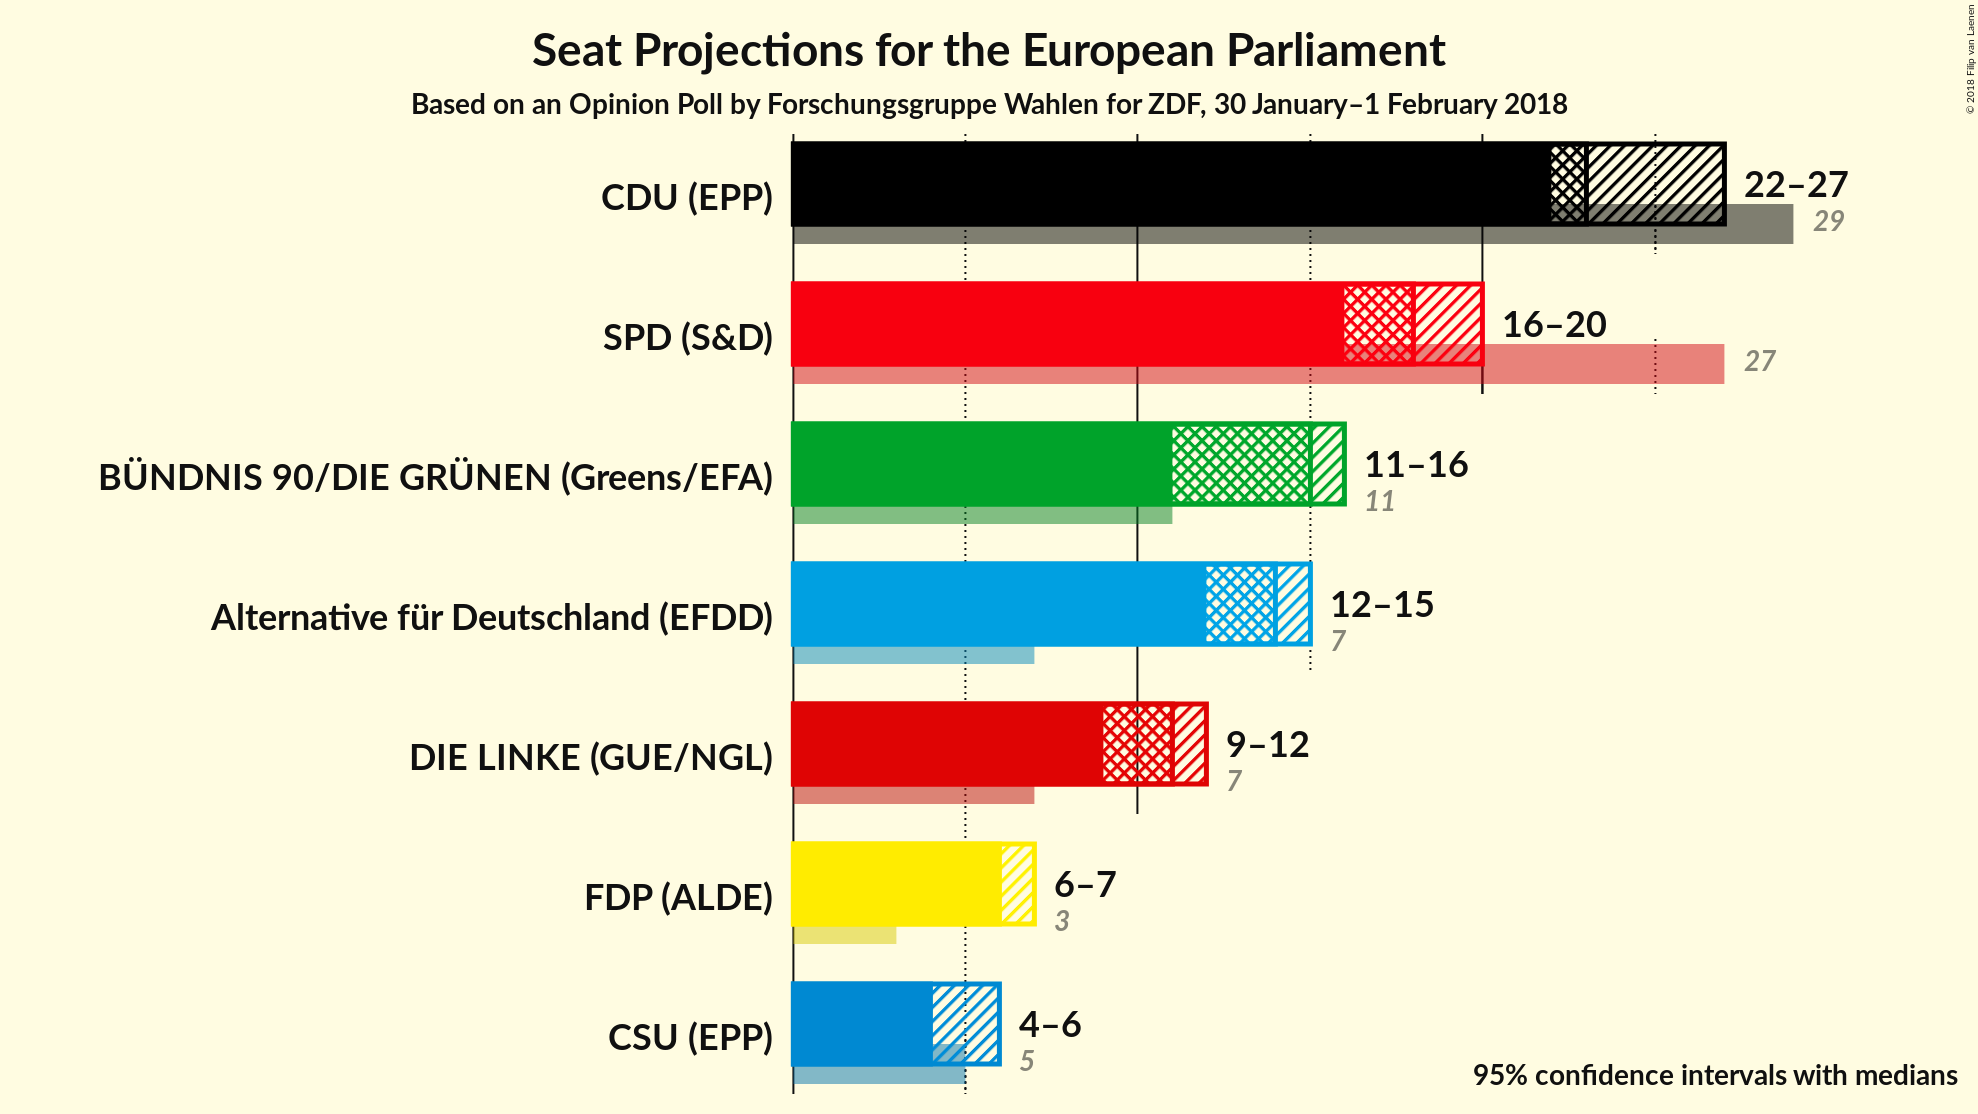 Seat Projections for the European Parliament
Based on an Opinion Poll by Forschungsgruppe Wahlen for ZDF, 30 January–1 February 2018
© 2018 Filip van Laenen
CDU (EPP)
22–27
29
SPD (S&D)
16–20
27
BÜNDNIS 90/DIE GRÜNEN (Greens/EFA)
11–16
11
Alternative für Deutschland (EFDD)
12–15
7
DIE LINKE (GUE/NGL)
9–12
7
FDP (ALDE)
6–7
3
CSU (EPP)
4–6
5
95% confidence intervals with medians